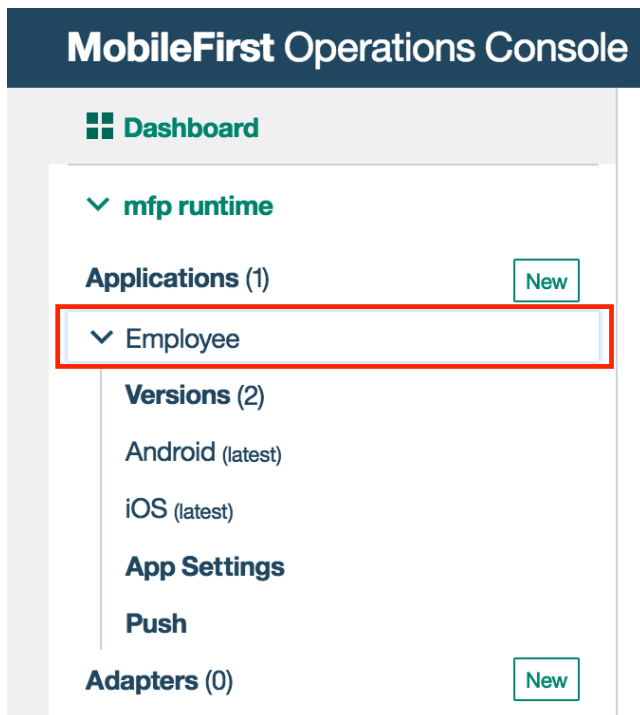 MobileFirst Operations Console
Dashboard
mfp runtime
Applications (1) New
Employee
Versions (2)
Android (latest)
iOS (latest)
App Settings
Push
Adapters (0) New